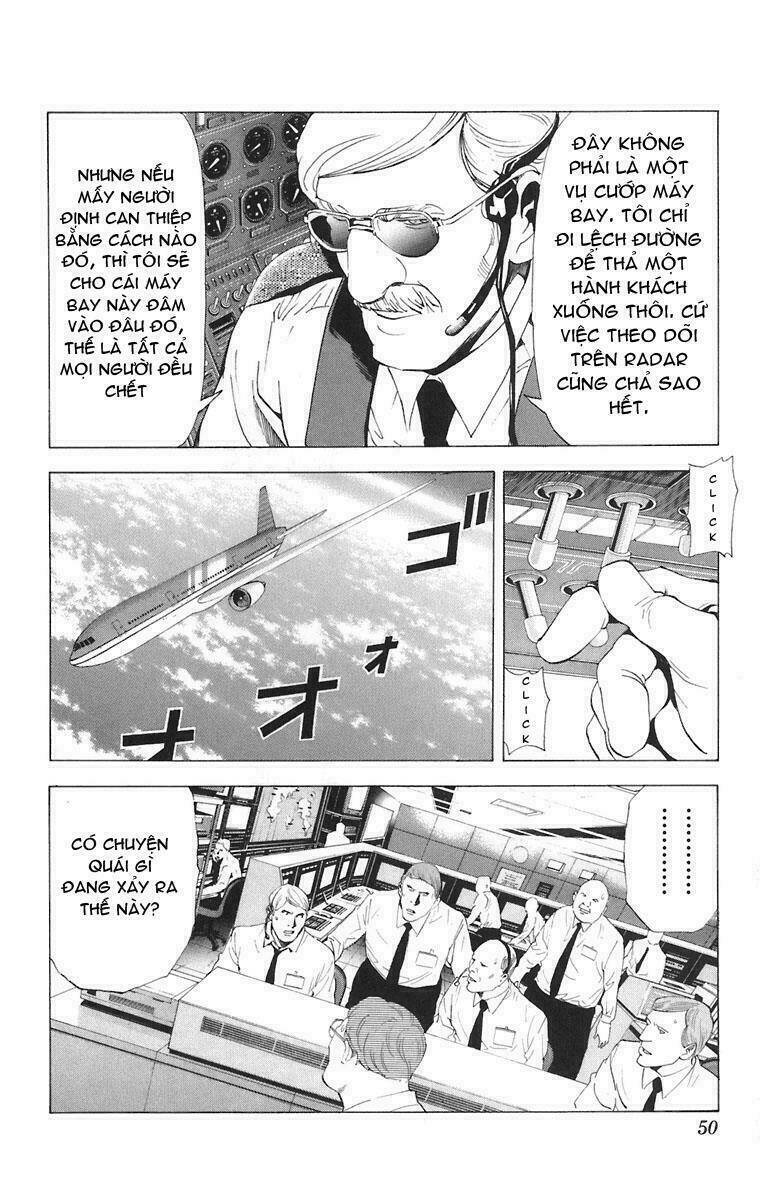 ĐÂY KHÔNG
PHẢI LÀ MỘT
VỤ CƯỚP MÁY
BAY. TÔI CHỈ
ĐI LỆCH ĐƯỜNG
ĐỂ THẢ MỘT
HÀNH KHÁCH
XUỐNG THÔI. CỨ
VIỆC THEO DÕI
TRÊN RADAR
CŨNG CHẢ SAO
HẾT.
NHƯNG NẾU
MẤY NGƯỜI
ĐỊNH CAN THIỆP
BẰNG CÁCH NÀO
ĐÓ, THÌ TÔI SẼ
CHO CÁI MÁY
BAY NÀY ĐÂM
VÀO ĐÂU ĐÓ,
THẾ LÀ TẤT CẢ
MỌI NGƯỜI ĐỀU
CHẾT
CLICK
CLICK
ゴオオオ
.........
CÓ CHUYỆN
QUÁI GÌ
ĐANG XẢY RA
THẾ NÀY?
50